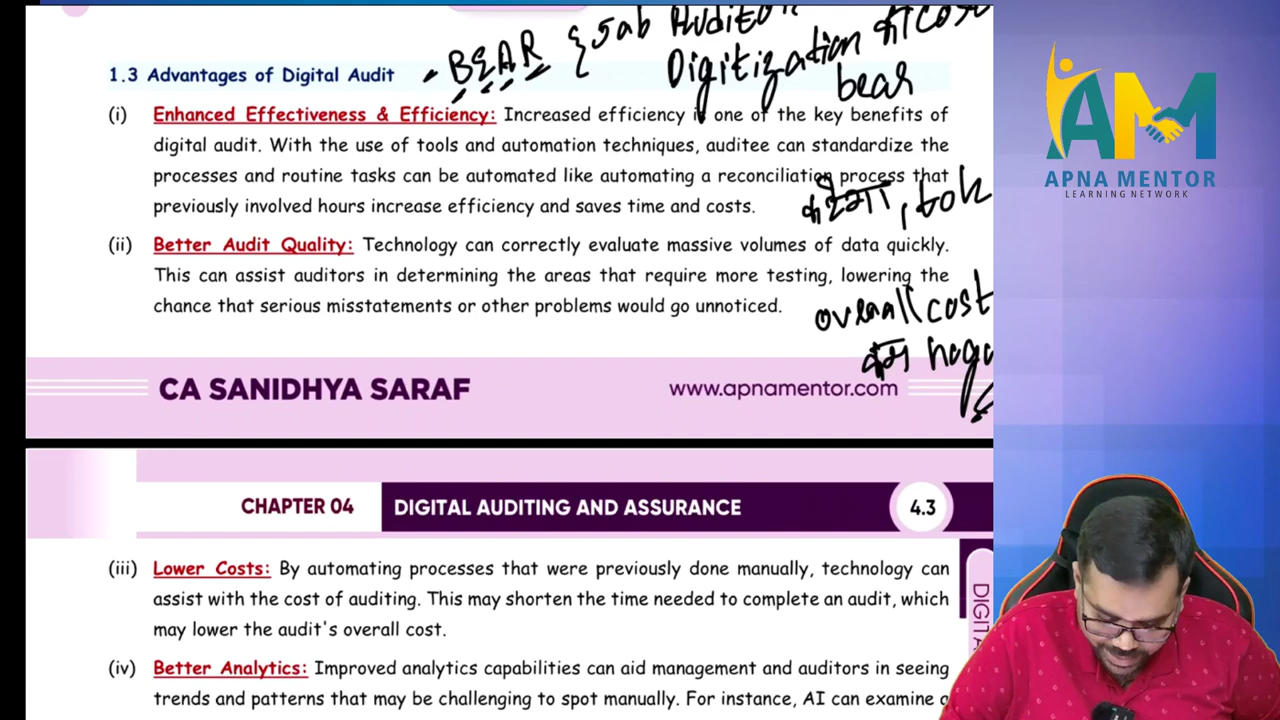 BEAR { जab Auditor
Digitization का cost
bear
1.3 Advantages of Digital Audit
(i) Enhanced Effectiveness & Efficiency: Increased efficiency is one of the key benefits of
digital audit. With the use of tools and automation techniques, auditee can standardize the
processes and routine tasks can be automated like automating a reconciliation process that
previously involved hours increase efficiency and saves time and costs.
करेगा,
(ii) Better Audit Quality: Technology can correctly evaluate massive volumes of data quickly.
This can assist auditors in determining the areas that require more testing, lowering the
chance that serious misstatements or other problems would go unnoticed.
overall cost
कम hoga
CA SANIDHYA SARAF
www.apnamentor.com
CHAPTER 04
DIGITAL AUDITING AND ASSURANCE
4.3
(iii) Lower Costs: By automating processes that were previously done manually, technology can
assist with the cost of auditing. This may shorten the time needed to complete an audit, which
may lower the audit's overall cost.
(iv) Better Analytics: Improved analytics capabilities can aid management and auditors in seeing
trends and patterns that may be challenging to spot manually. For instance, AI can examine a
DIGITA
AM
APNA MENTOR
LEARNING NETWORK